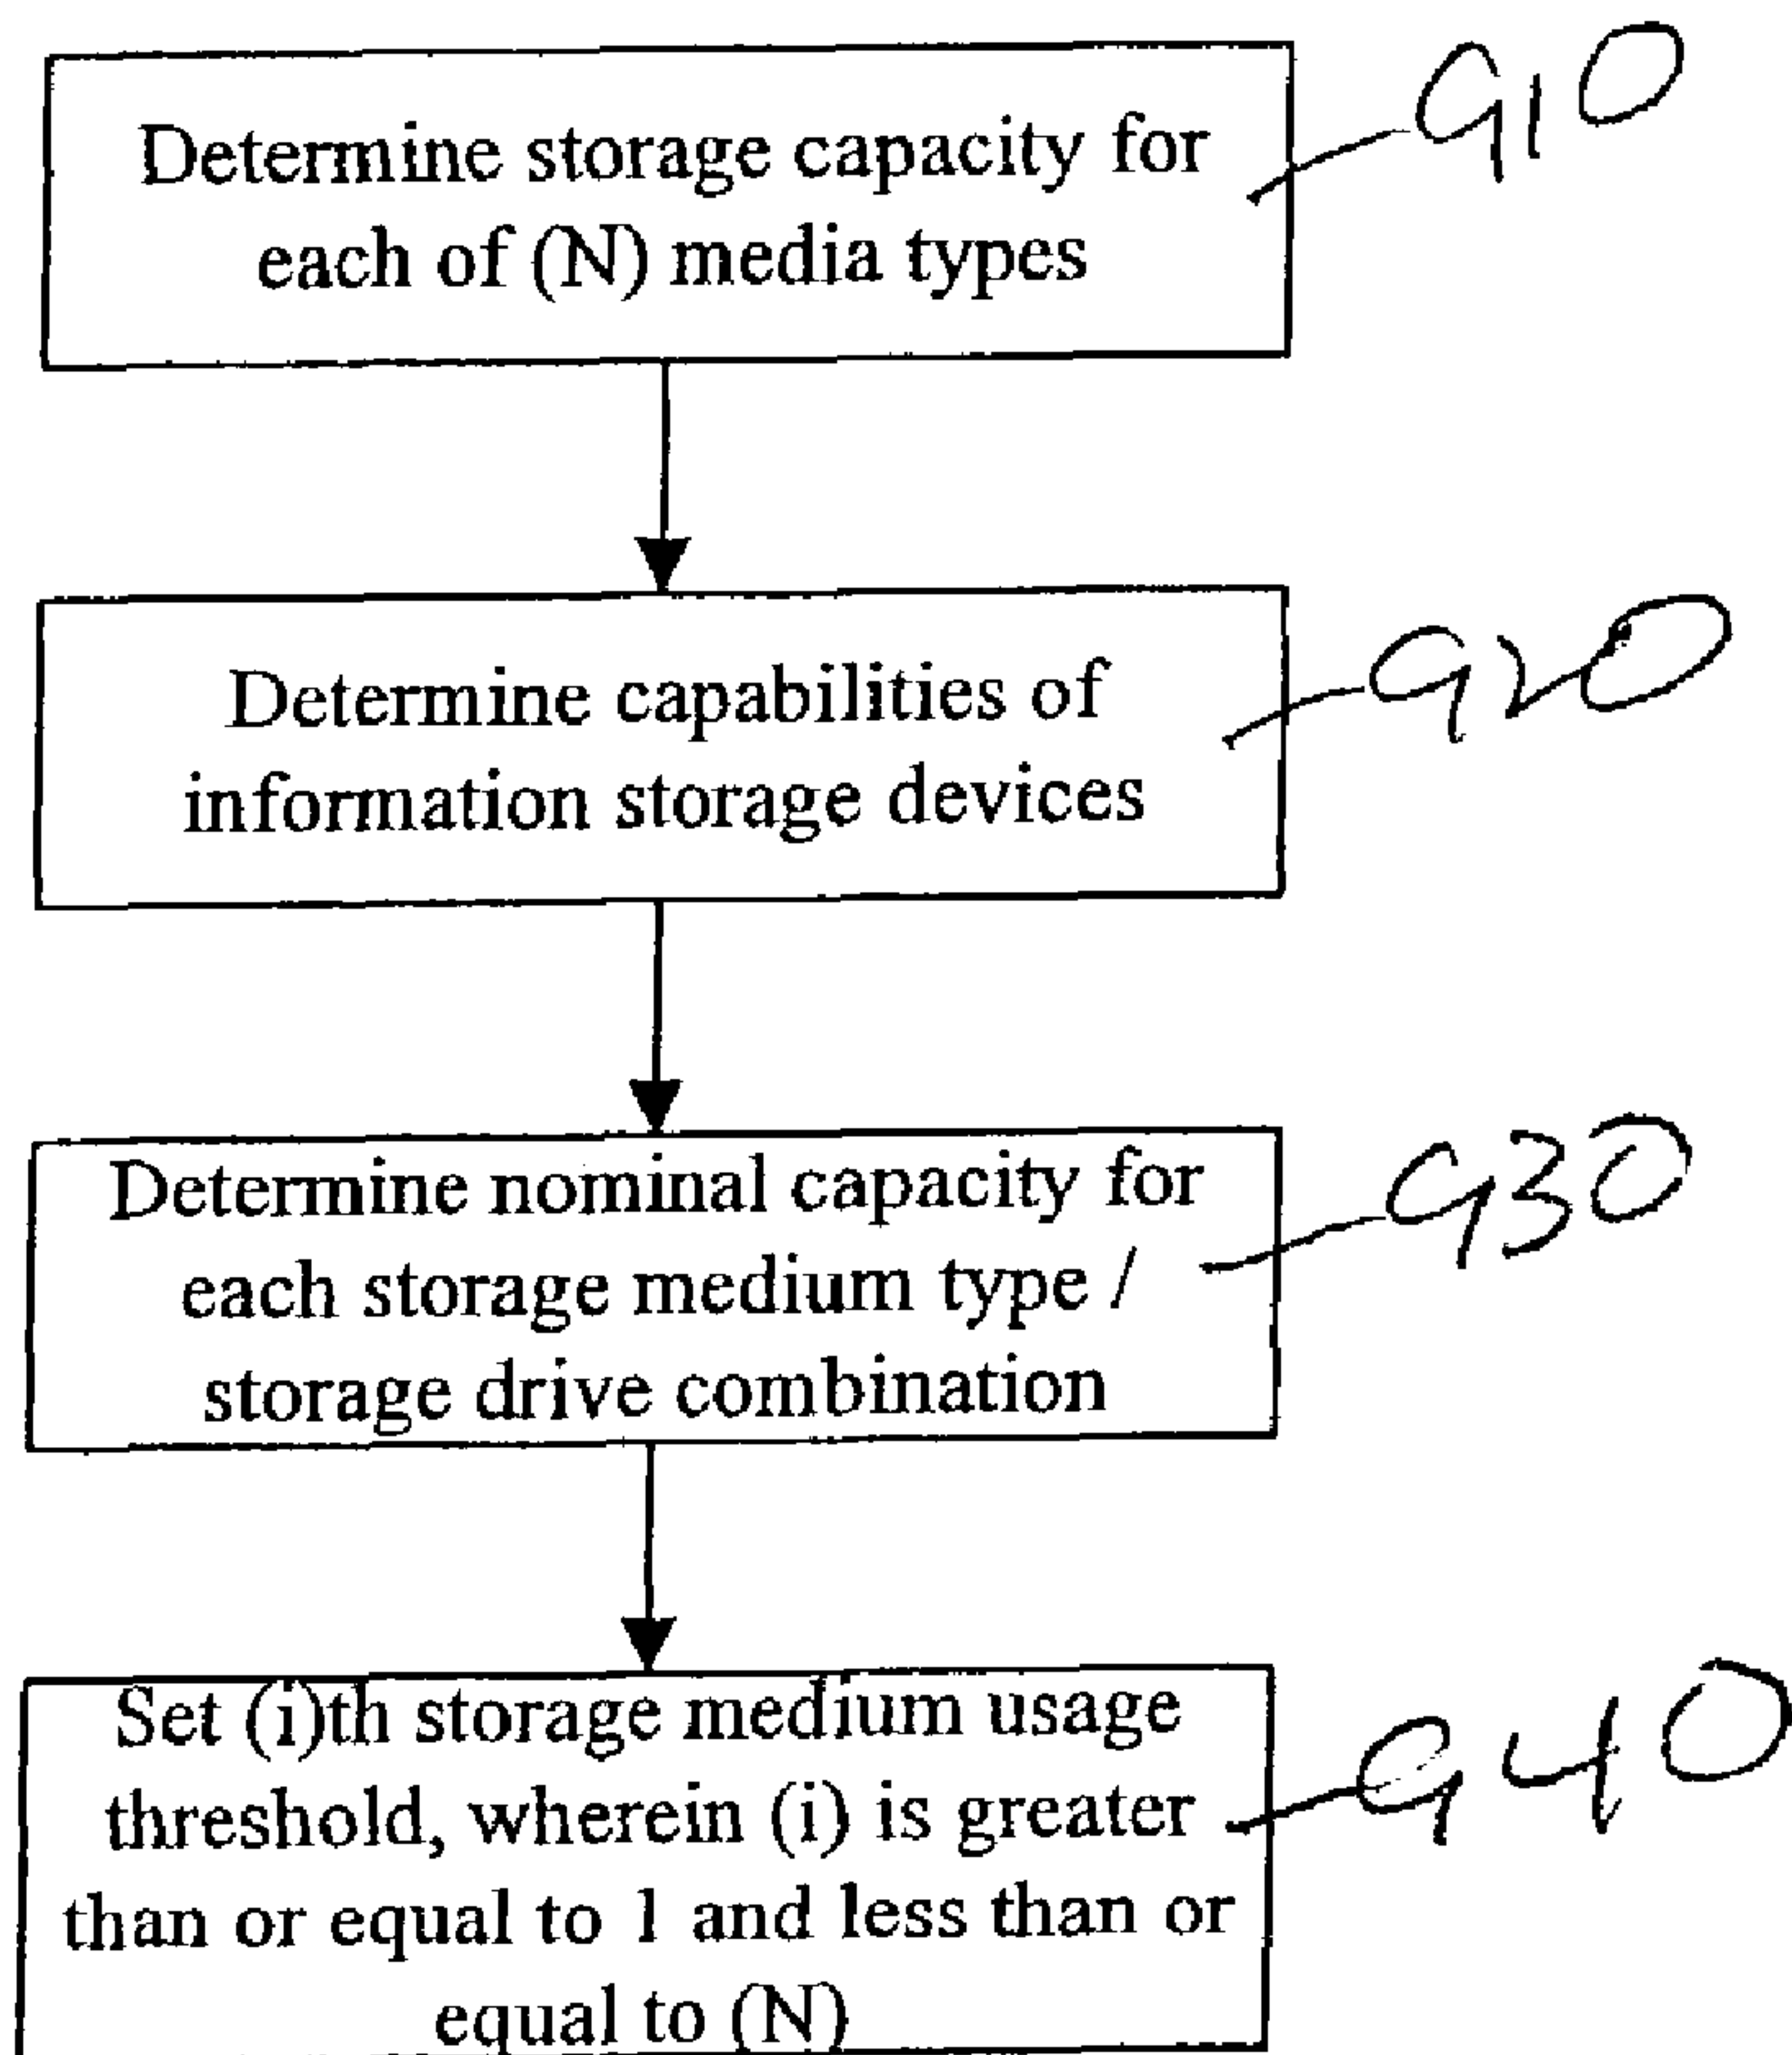 Determine storage capacity for
each of (N) media types
910
Determine capabilities of
information storage devices
920
Determine nominal capacity for
each storage medium type /
storage drive combination
930
Set (i)th storage medium usage
threshold, wherein (i) is greater
than or equal to 1 and less than or
equal to (N)
940